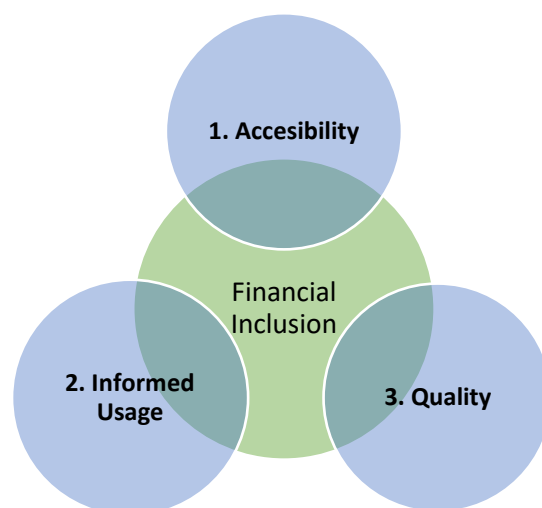 1. Accesibility
Financial
Inclusion
2. Informed
Usage
3. Quality